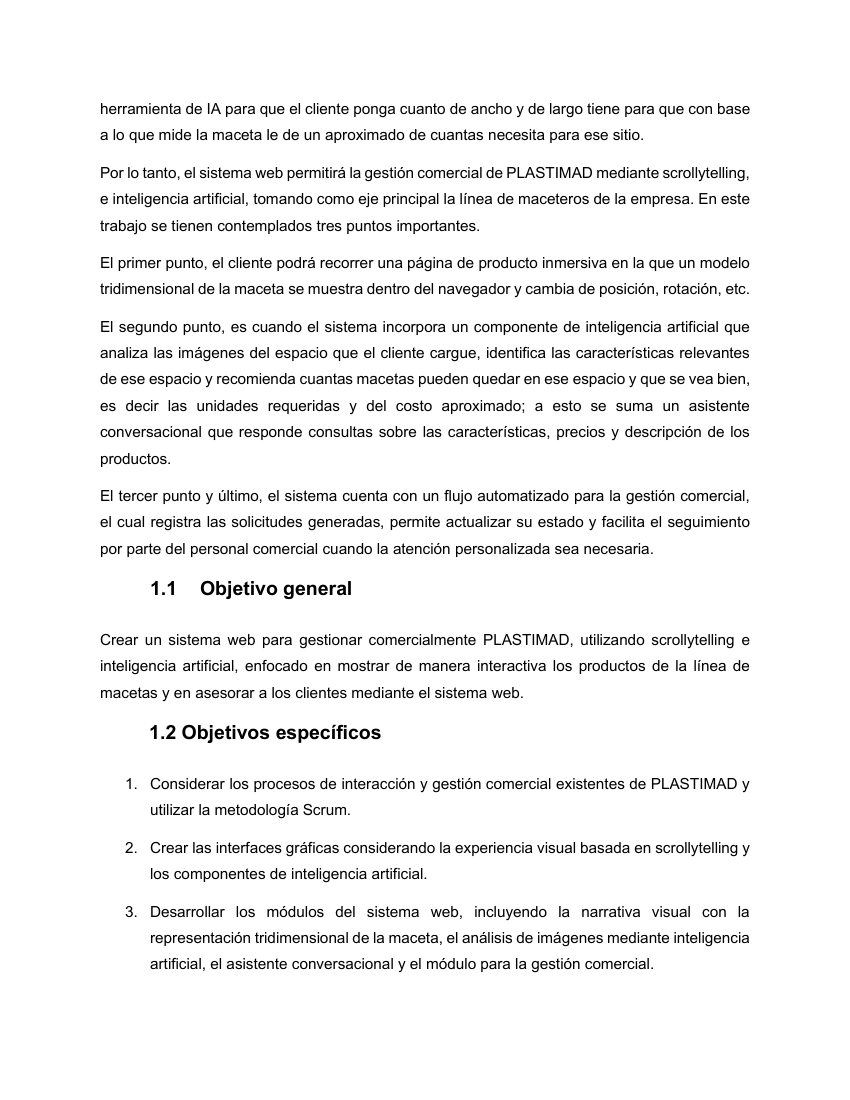 herramienta de IA para que el cliente ponga cuanto de ancho y de largo tiene para que con base
a lo que mide la maceta le de un aproximado de cuantas necesita para ese sitio.
Por lo tanto, el sistema web permitirá la gestión comercial de PLASTIMAD mediante scrollytelling,
e inteligencia artificial, tomando como eje principal la línea de maceteros de la empresa. En este
trabajo se tienen contemplados tres puntos importantes.
El primer punto, el cliente podrá recorrer una página de producto inmersiva en la que un modelo
tridimensional de la maceta se muestra dentro del navegador y cambia de posición, rotación, etc.
El segundo punto, es cuando el sistema incorpora un componente de inteligencia artificial que
analiza las imágenes del espacio que el cliente cargue, identifica las características relevantes
de ese espacio y recomienda cuantas macetas pueden quedar en ese espacio y que se vea bien,
es decir las unidades requeridas y del costo aproximado; a esto se suma un asistente
conversacional que responde consultas sobre las características, precios y descripción de los
productos.
El tercer punto y último, el sistema cuenta con un flujo automatizado para la gestión comercial,
el cual registra las solicitudes generadas, permite actualizar su estado y facilita el seguimiento
por parte del personal comercial cuando la atención personalizada sea necesaria.
1.1 Objetivo general
Crear un sistema web para gestionar comercialmente PLASTIMAD, utilizando scrollytelling e
inteligencia artificial, enfocado en mostrar de manera interactiva los productos de la línea de
macetas y en asesorar a los clientes mediante el sistema web.
1.2 Objetivos específicos
1. Considerar los procesos de interacción y gestión comercial existentes de PLASTIMAD y
utilizar la metodología Scrum.
2. Crear las interfaces gráficas considerando la experiencia visual basada en scrollytelling y
los componentes de inteligencia artificial.
3. Desarrollar los módulos del sistema web, incluyendo la narrativa visual con la
representación tridimensional de la maceta, el análisis de imágenes mediante inteligencia
artificial, el asistente conversacional y el módulo para la gestión comercial.